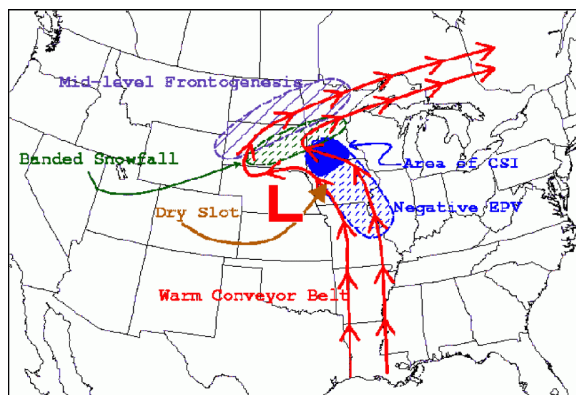 Mid-level Frontogenesis
Banded Snowfall
Area of CSI
Dry Slot
L
Negative EPV
Warm Conveyor Belt